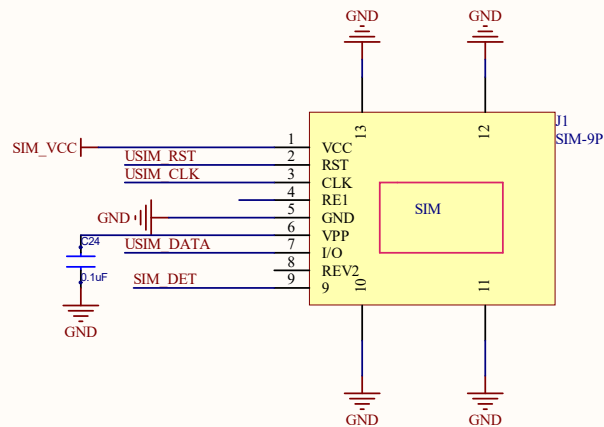 GND
GND
J1
SIM-9P
13
12
SIM_VCC
1
VCC
USIM_RST
2
RST
USIM_CLK
3
CLK
4
RE1
SIM
GND
5
GND
6
VPP
C24
USIM_DATA
7
I/O
8
REV2
0.1uF
SIM_DET
9
9
10
11
GND
GND
GND